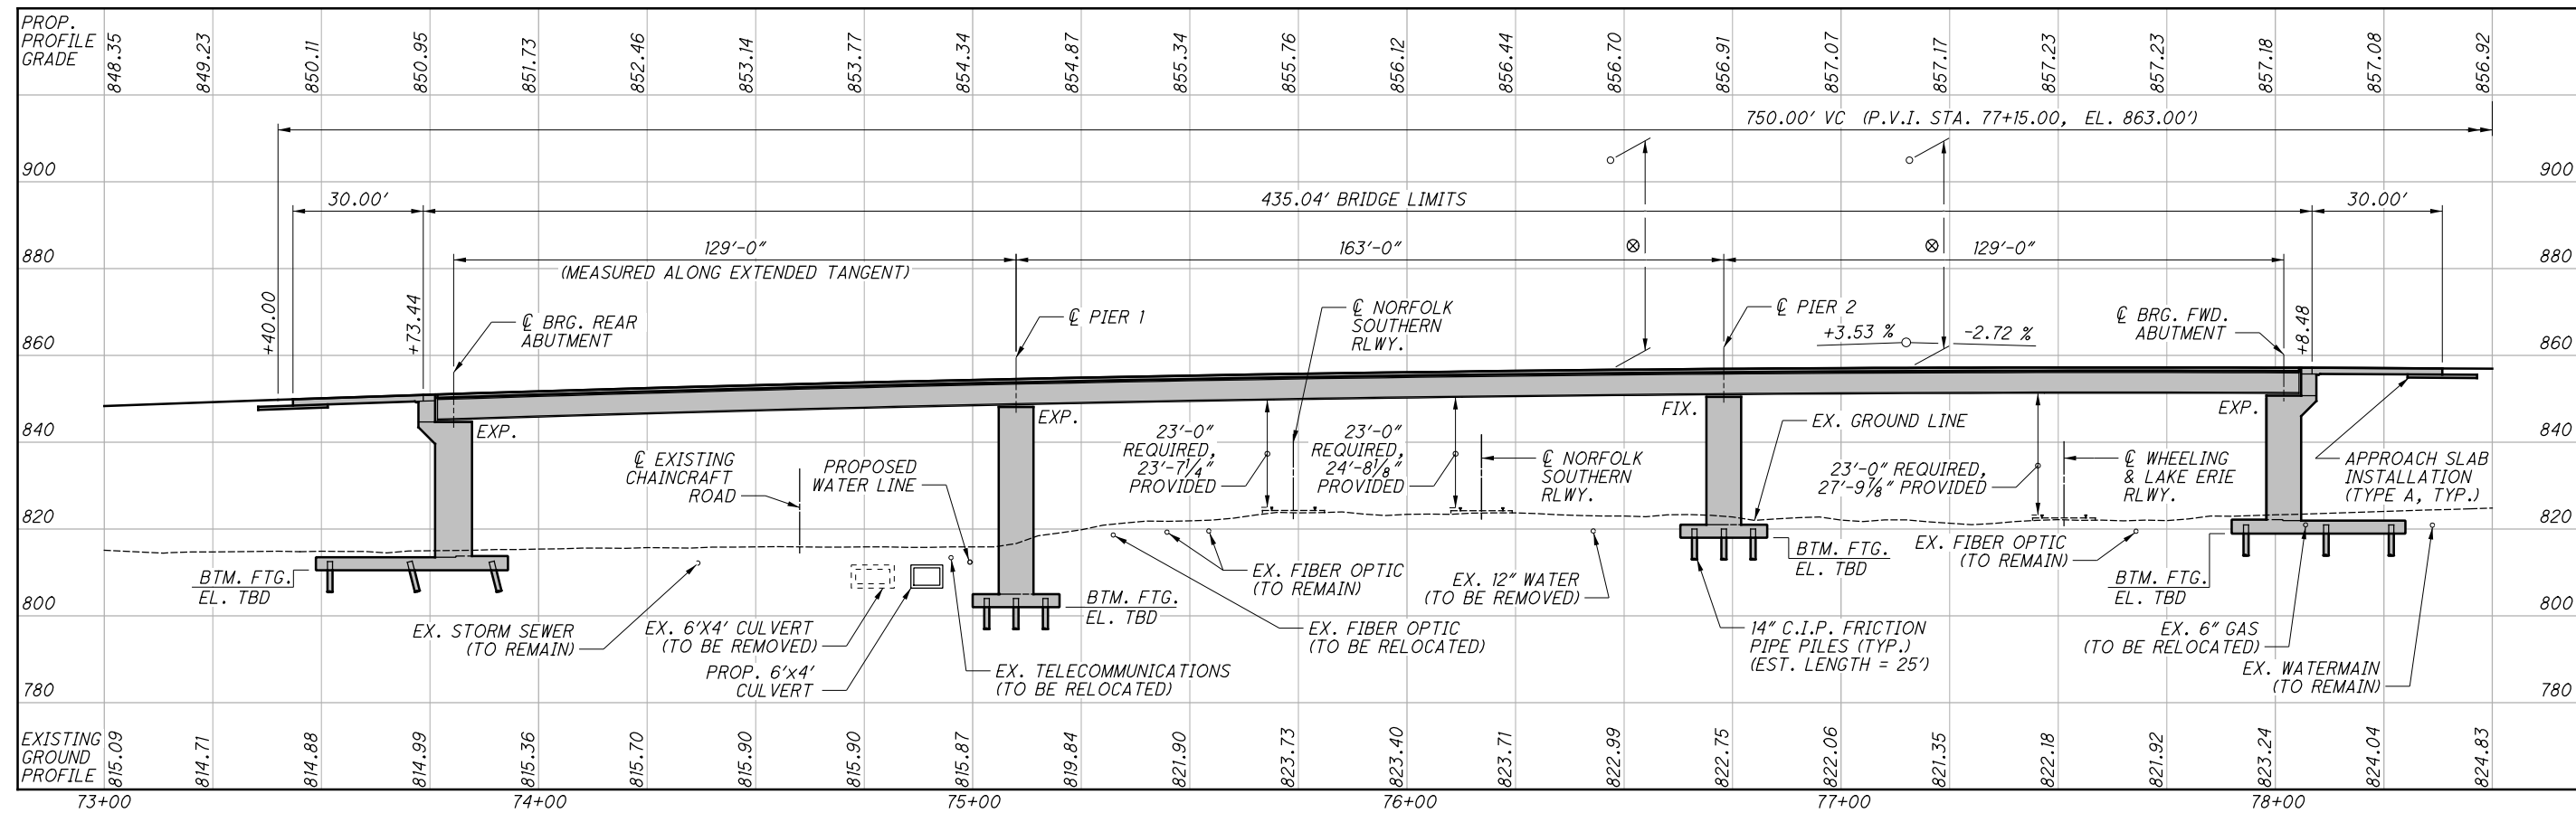 PROP.
PROFILE
GRADE
848.35
849.23
850.11
850.95
851.73
852.46
853.14
853.77
854.34
854.87
855.34
855.76
856.12
856.44
856.70
856.91
857.07
857.17
857.23
857.23
857.18
857.08
856.92
750.00' VC (P.V.I. STA. 77+15.00, EL. 863.00')
900
900
30.00'
435.04' BRIDGE LIMITS
30.00'
129'-0"
(MEASURED ALONG EXTENDED TANGENT)
163'-0"
129'-0"
880
880
+40.00
+73.44
℄ BRG. REAR
ABUTMENT
℄ PIER 1
℄ NORFOLK
SOUTHERN
RLWY.
℄ PIER 2
+3.53 %
-2.72 %
℄ BRG. FWD.
ABUTMENT
+8.48
860
860
EXP.
EXP.
FIX.
EXP.
840
840
℄ EXISTING
CHAINCRAFT
ROAD
PROPOSED
WATER LINE
23'-0"
REQUIRED,
23'-7¼"
PROVIDED
23'-0"
REQUIRED,
24'-8⅛"
PROVIDED
℄ NORFOLK
SOUTHERN
RLWY.
EX. GROUND LINE
23'-0" REQUIRED,
27'-9⅞" PROVIDED
℄ WHEELING
& LAKE ERIE
RLWY.
APPROACH SLAB
INSTALLATION
(TYPE A, TYP.)
820
820
BTM. FTG.
EL. TBD
EX. STORM SEWER
(TO REMAIN)
EX. 6'X4' CULVERT
(TO BE REMOVED)
PROP. 6'x4'
CULVERT
BTM. FTG.
EL. TBD
EX. TELECOMMUNICATIONS
(TO BE RELOCATED)
EX. FIBER OPTIC
(TO REMAIN)
EX. FIBER OPTIC
(TO BE RELOCATED)
EX. 12" WATER
(TO BE REMOVED)
BTM. FTG.
EL. TBD
14" C.I.P. FRICTION
PIPE PILES (TYP.)
(EST. LENGTH = 25')
EX. FIBER OPTIC
(TO REMAIN)
BTM. FTG.
EL. TBD
EX. 6" GAS
(TO BE RELOCATED)
EX. WATERMAIN
(TO REMAIN)
800
800
780
780
EXISTING
GROUND
PROFILE
815.09
814.71
814.88
814.99
815.36
815.70
815.90
815.90
815.87
819.84
821.90
823.73
823.40
823.71
822.99
822.75
822.06
821.35
822.18
821.92
823.24
824.04
824.83
73+00
74+00
75+00
76+00
77+00
78+00